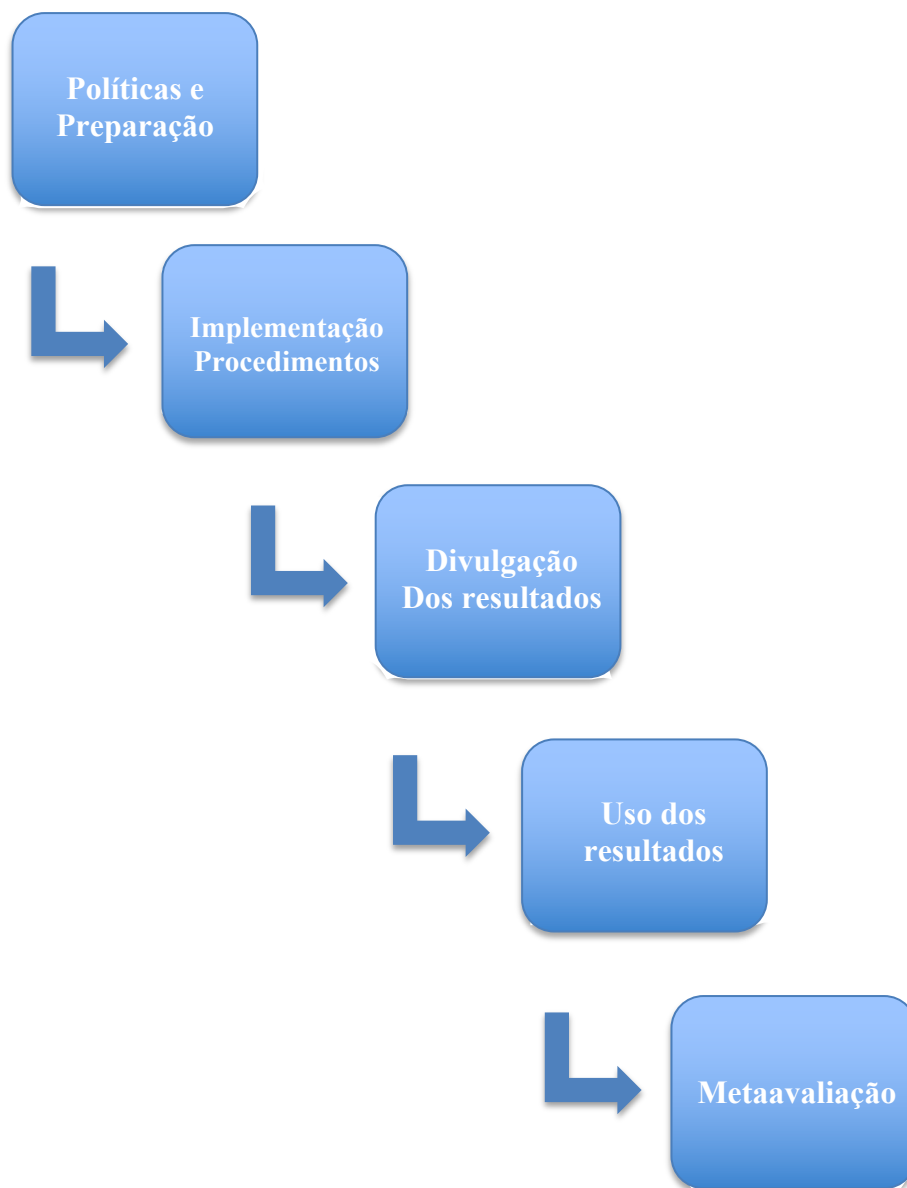 Políticas e
Preparação
Implementação
Procedimentos
Divulgação
Dos resultados
Uso dos
resultados
Metaavaliação